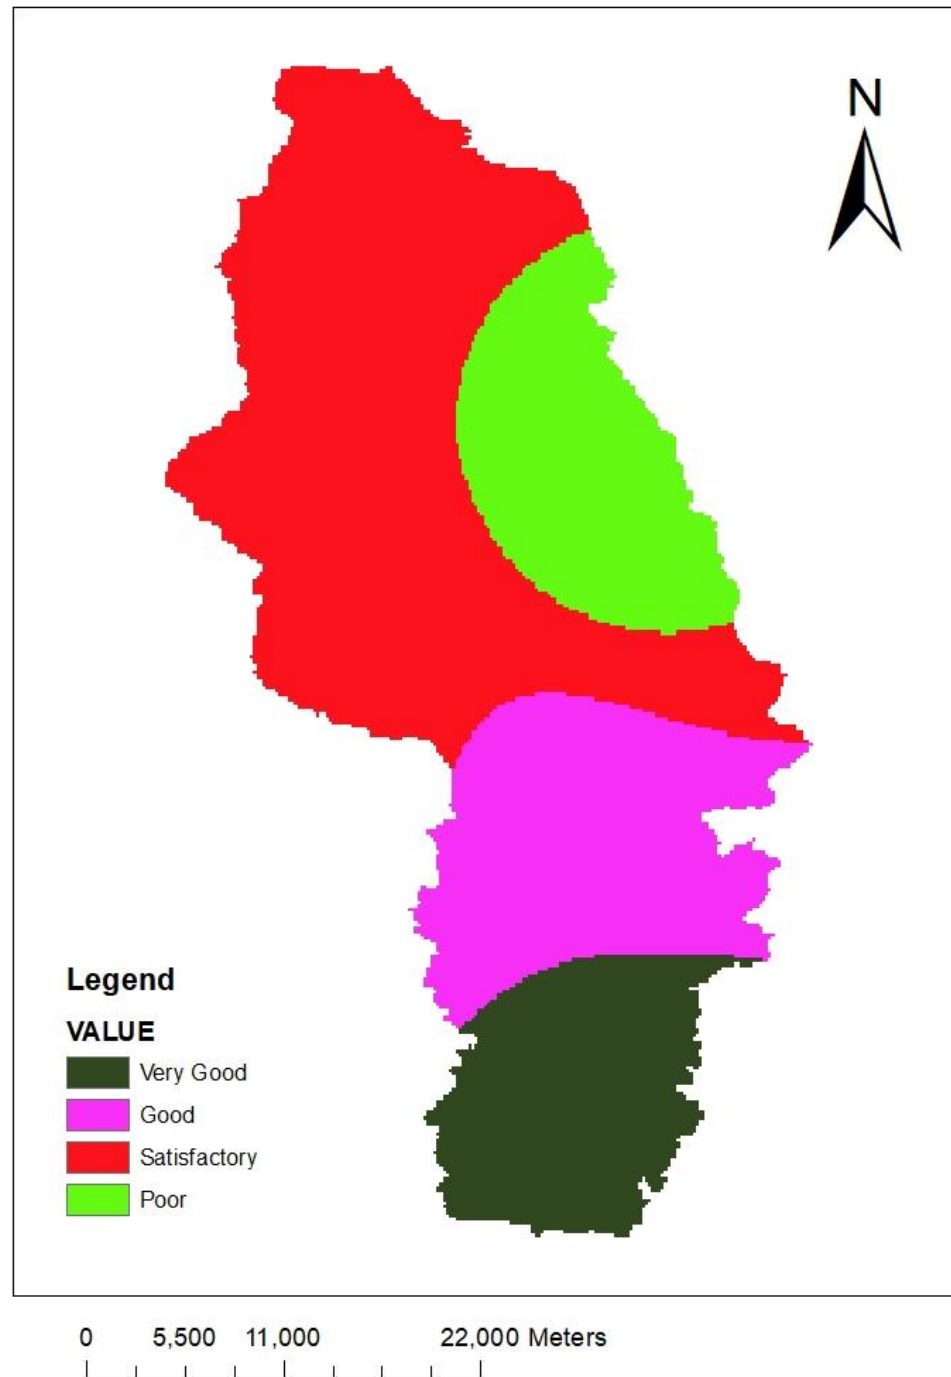 N
Legend
VALUE
Very Good
Good
Satisfactory
Poor
0 5,500 11,000 22,000 Meters